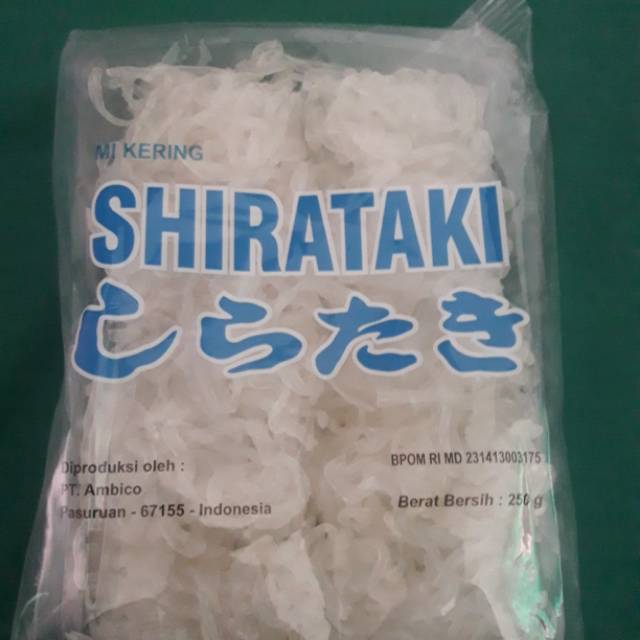 MI KERING
SHIRATAKI
しらたき
Diproduksi oleh :
PT. Ambico
Pasuruan - 67155 - Indonesia
BPOM RI MD 231413003175
Berat Bersih : 250 g